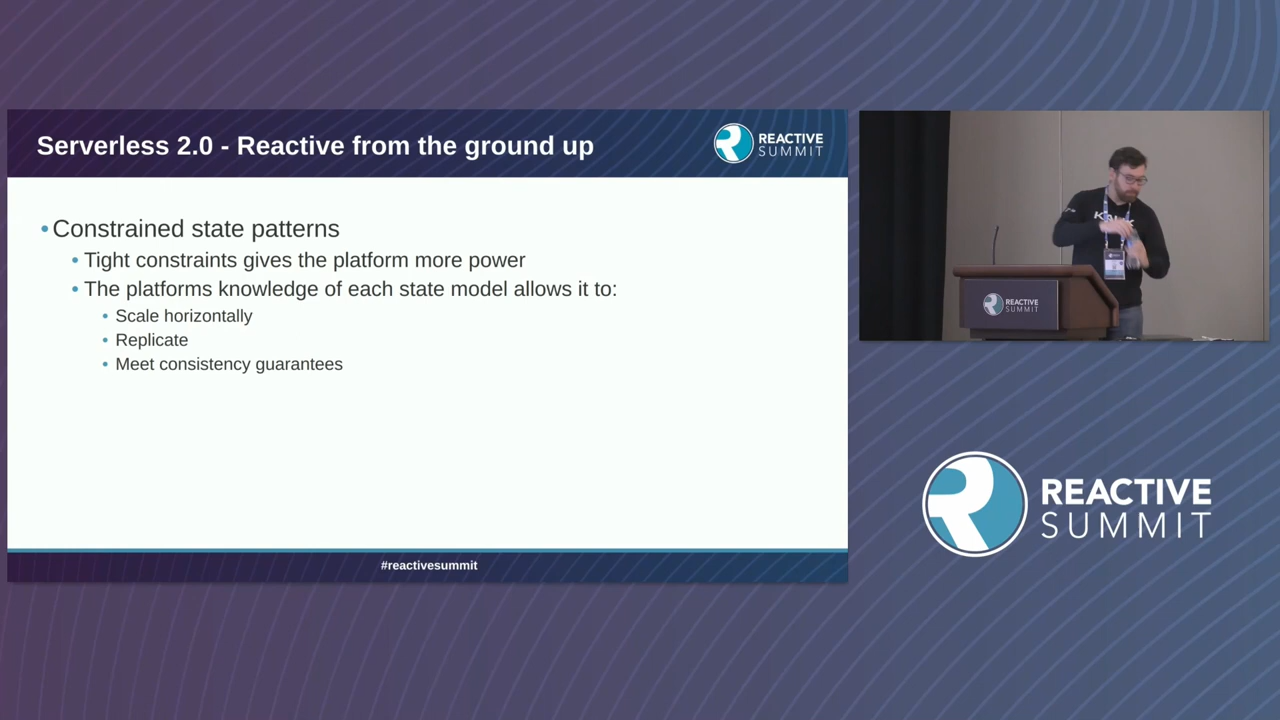 Serverless 2.0 - Reactive from the ground up
REACTIVE
SUMMIT
•Constrained state patterns
• Tight constraints gives the platform more power
• The platforms knowledge of each state model allows it to:
• Scale horizontally
• Replicate
• Meet consistency guarantees
#reactivesummit
REACTIVE
SUMMIT
REACTIVE
SUMMIT